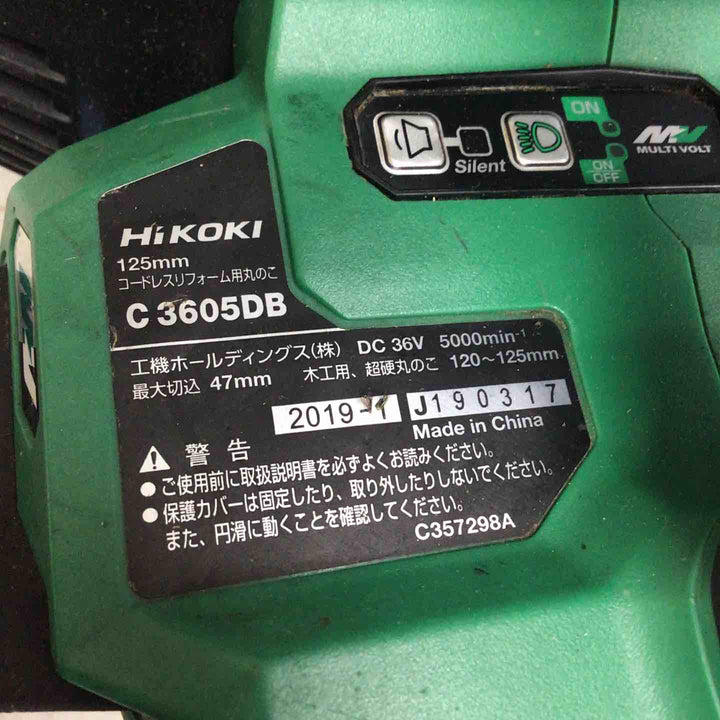 ON
Silent
MV
MULTI VOLT
ON
OFF
HiKOKI
125mm
コードレスリフォーム用丸のこ
C 3605DB
工機ホールディングス(株) DC 36V 5000min-1
最大切込 47mm 木工用、超硬丸のこ 120～125mm
2019-1 J190317
Made in China
警告
●ご使用前に取扱説明書を必ずよくお読みください。
●保護カバーは固定したり、取り外したりしないでください。
また、円滑に動くことを確認してください。
C357298A